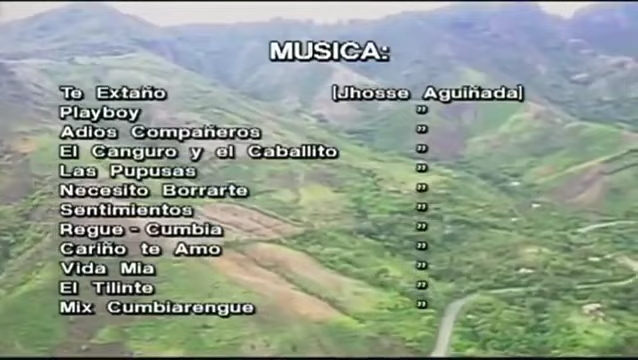 MUSICA:
Te Extaño [Jhosse Aguiñada]
Playboy "
Adios Compañeros "
El Canguro y el Caballito "
Las Pupusas "
Necesito Borrarte "
Sentimientos "
Regue - Cumbia "
Cariño te Amo "
Vida Mia "
El Tilinte "
Mix Cumbiarengue "